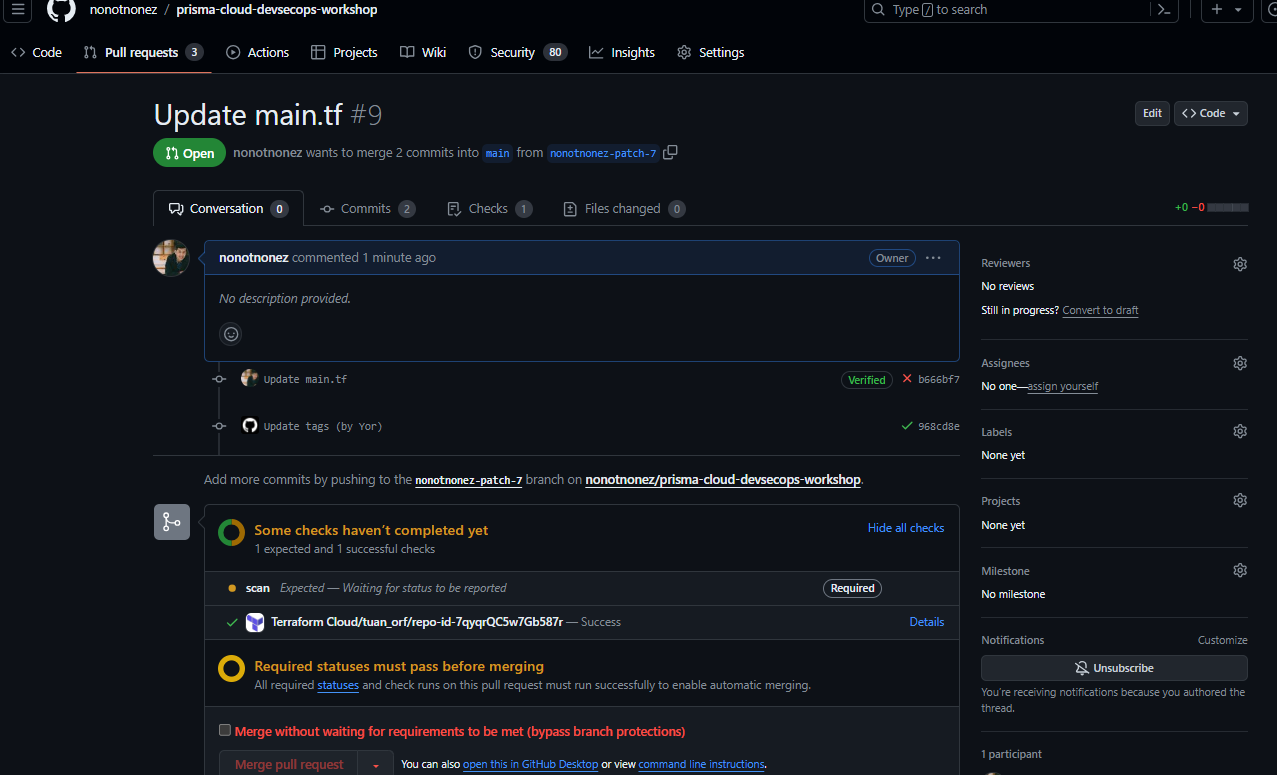 nonotnonez / prisma-cloud-devsecops-workshop
Type / to search
Code Pull requests 3 Actions Projects Wiki Security 80 Insights Settings
Update main.tf #9
Edit Code
Open nonotnonez wants to merge 2 commits into main from nonotnonez-patch-7
Conversation 0 Commits 2 Checks 1 Files changed 0
+0 −0
nonotnonez commented 1 minute ago
Owner
No description provided.
Update main.tf
Verified b666bf7
Update tags (by Yor)
968cd8e
Add more commits by pushing to the nonotnonez-patch-7 branch on nonotnonez/prisma-cloud-devsecops-workshop.
Some checks haven’t completed yet
Hide all checks
1 expected and 1 successful checks
scan Expected — Waiting for status to be reported
Required
Terraform Cloud/tuan_orf/repo-id-7qyqrQC5w7Gb587r — Success
Details
Required statuses must pass before merging
All required statuses and check runs on this pull request must run successfully to enable automatic merging.
Merge without waiting for requirements to be met (bypass branch protections)
Merge pull request
You can also open this in GitHub Desktop or view command line instructions.
Reviewers
No reviews
Still in progress? Convert to draft
Assignees
No one—assign yourself
Labels
None yet
Projects
None yet
Milestone
No milestone
Notifications
Customize
Unsubscribe
You’re receiving notifications because you authored the
thread.
1 participant